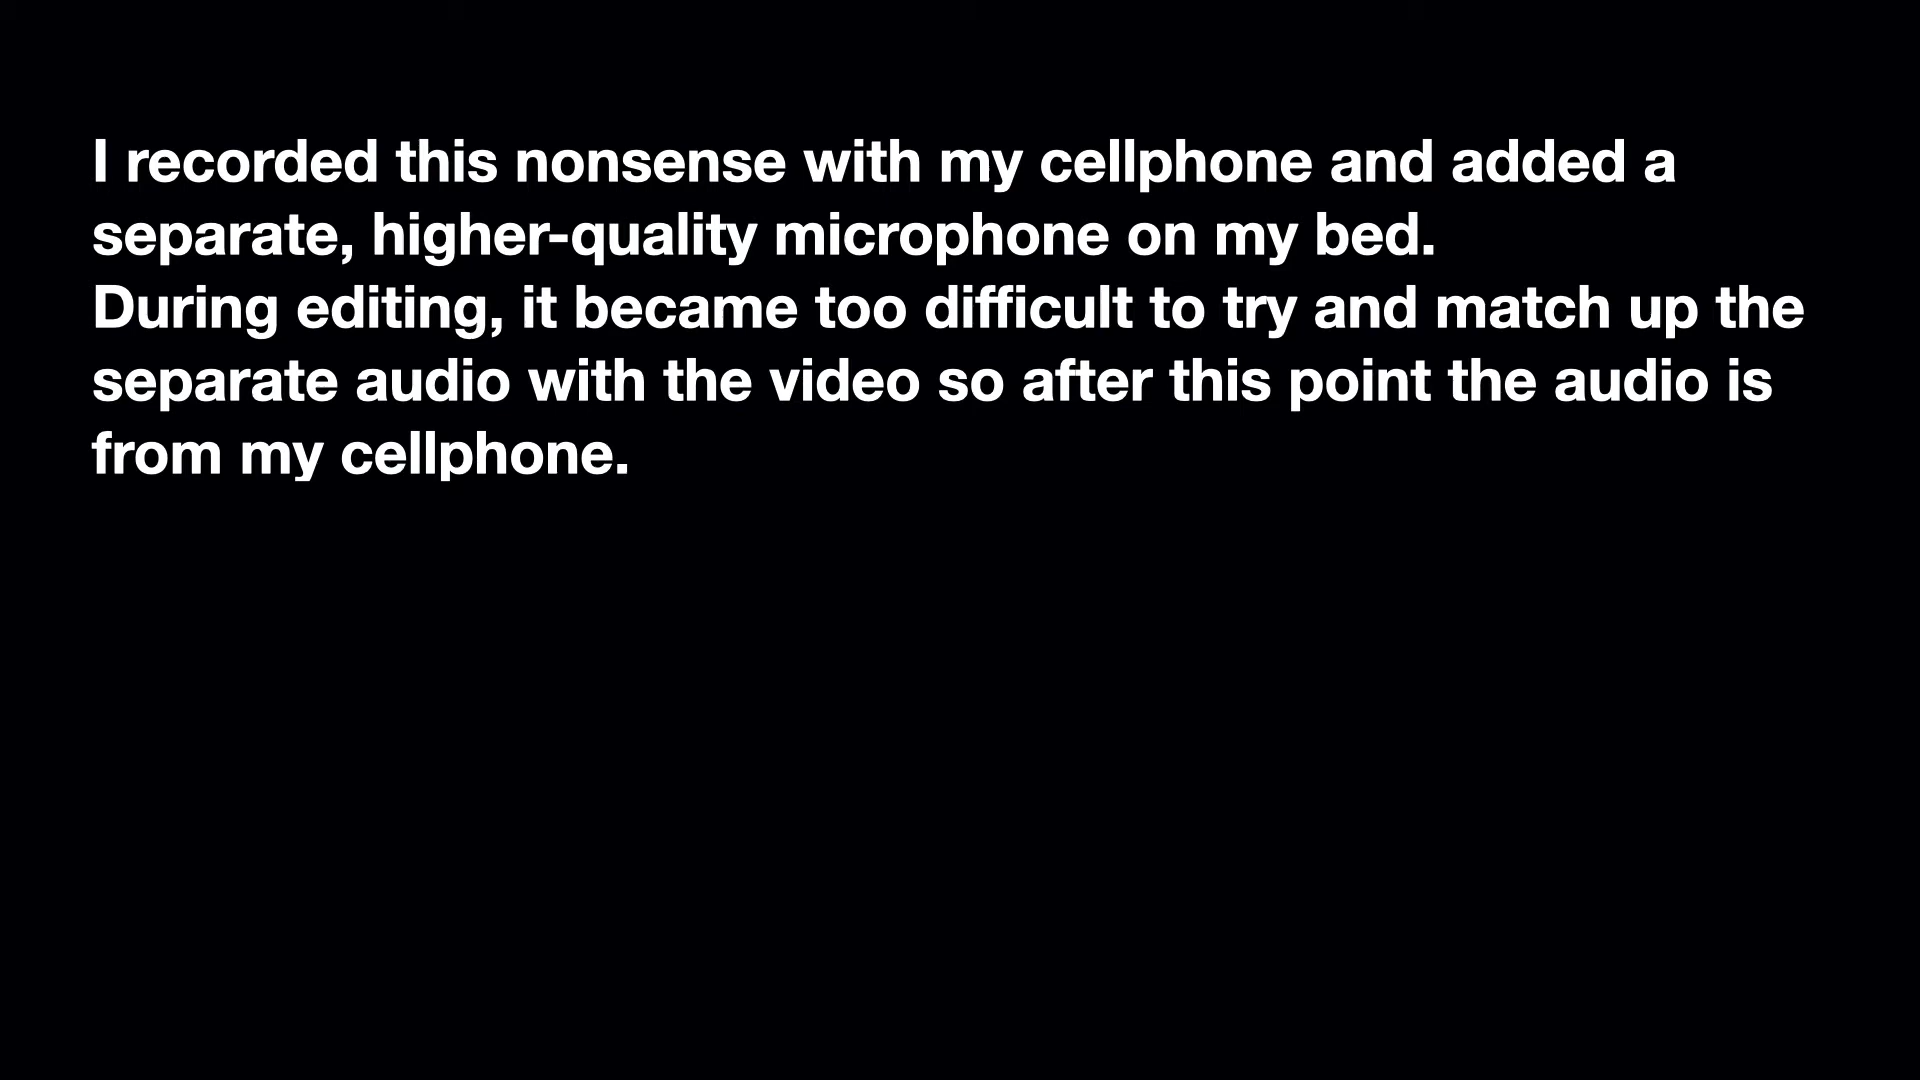 I recorded this nonsense with my cellphone and added a
separate, higher-quality microphone on my bed.
During editing, it became too difficult to try and match up the
separate audio with the video so after this point the audio is
from my cellphone.